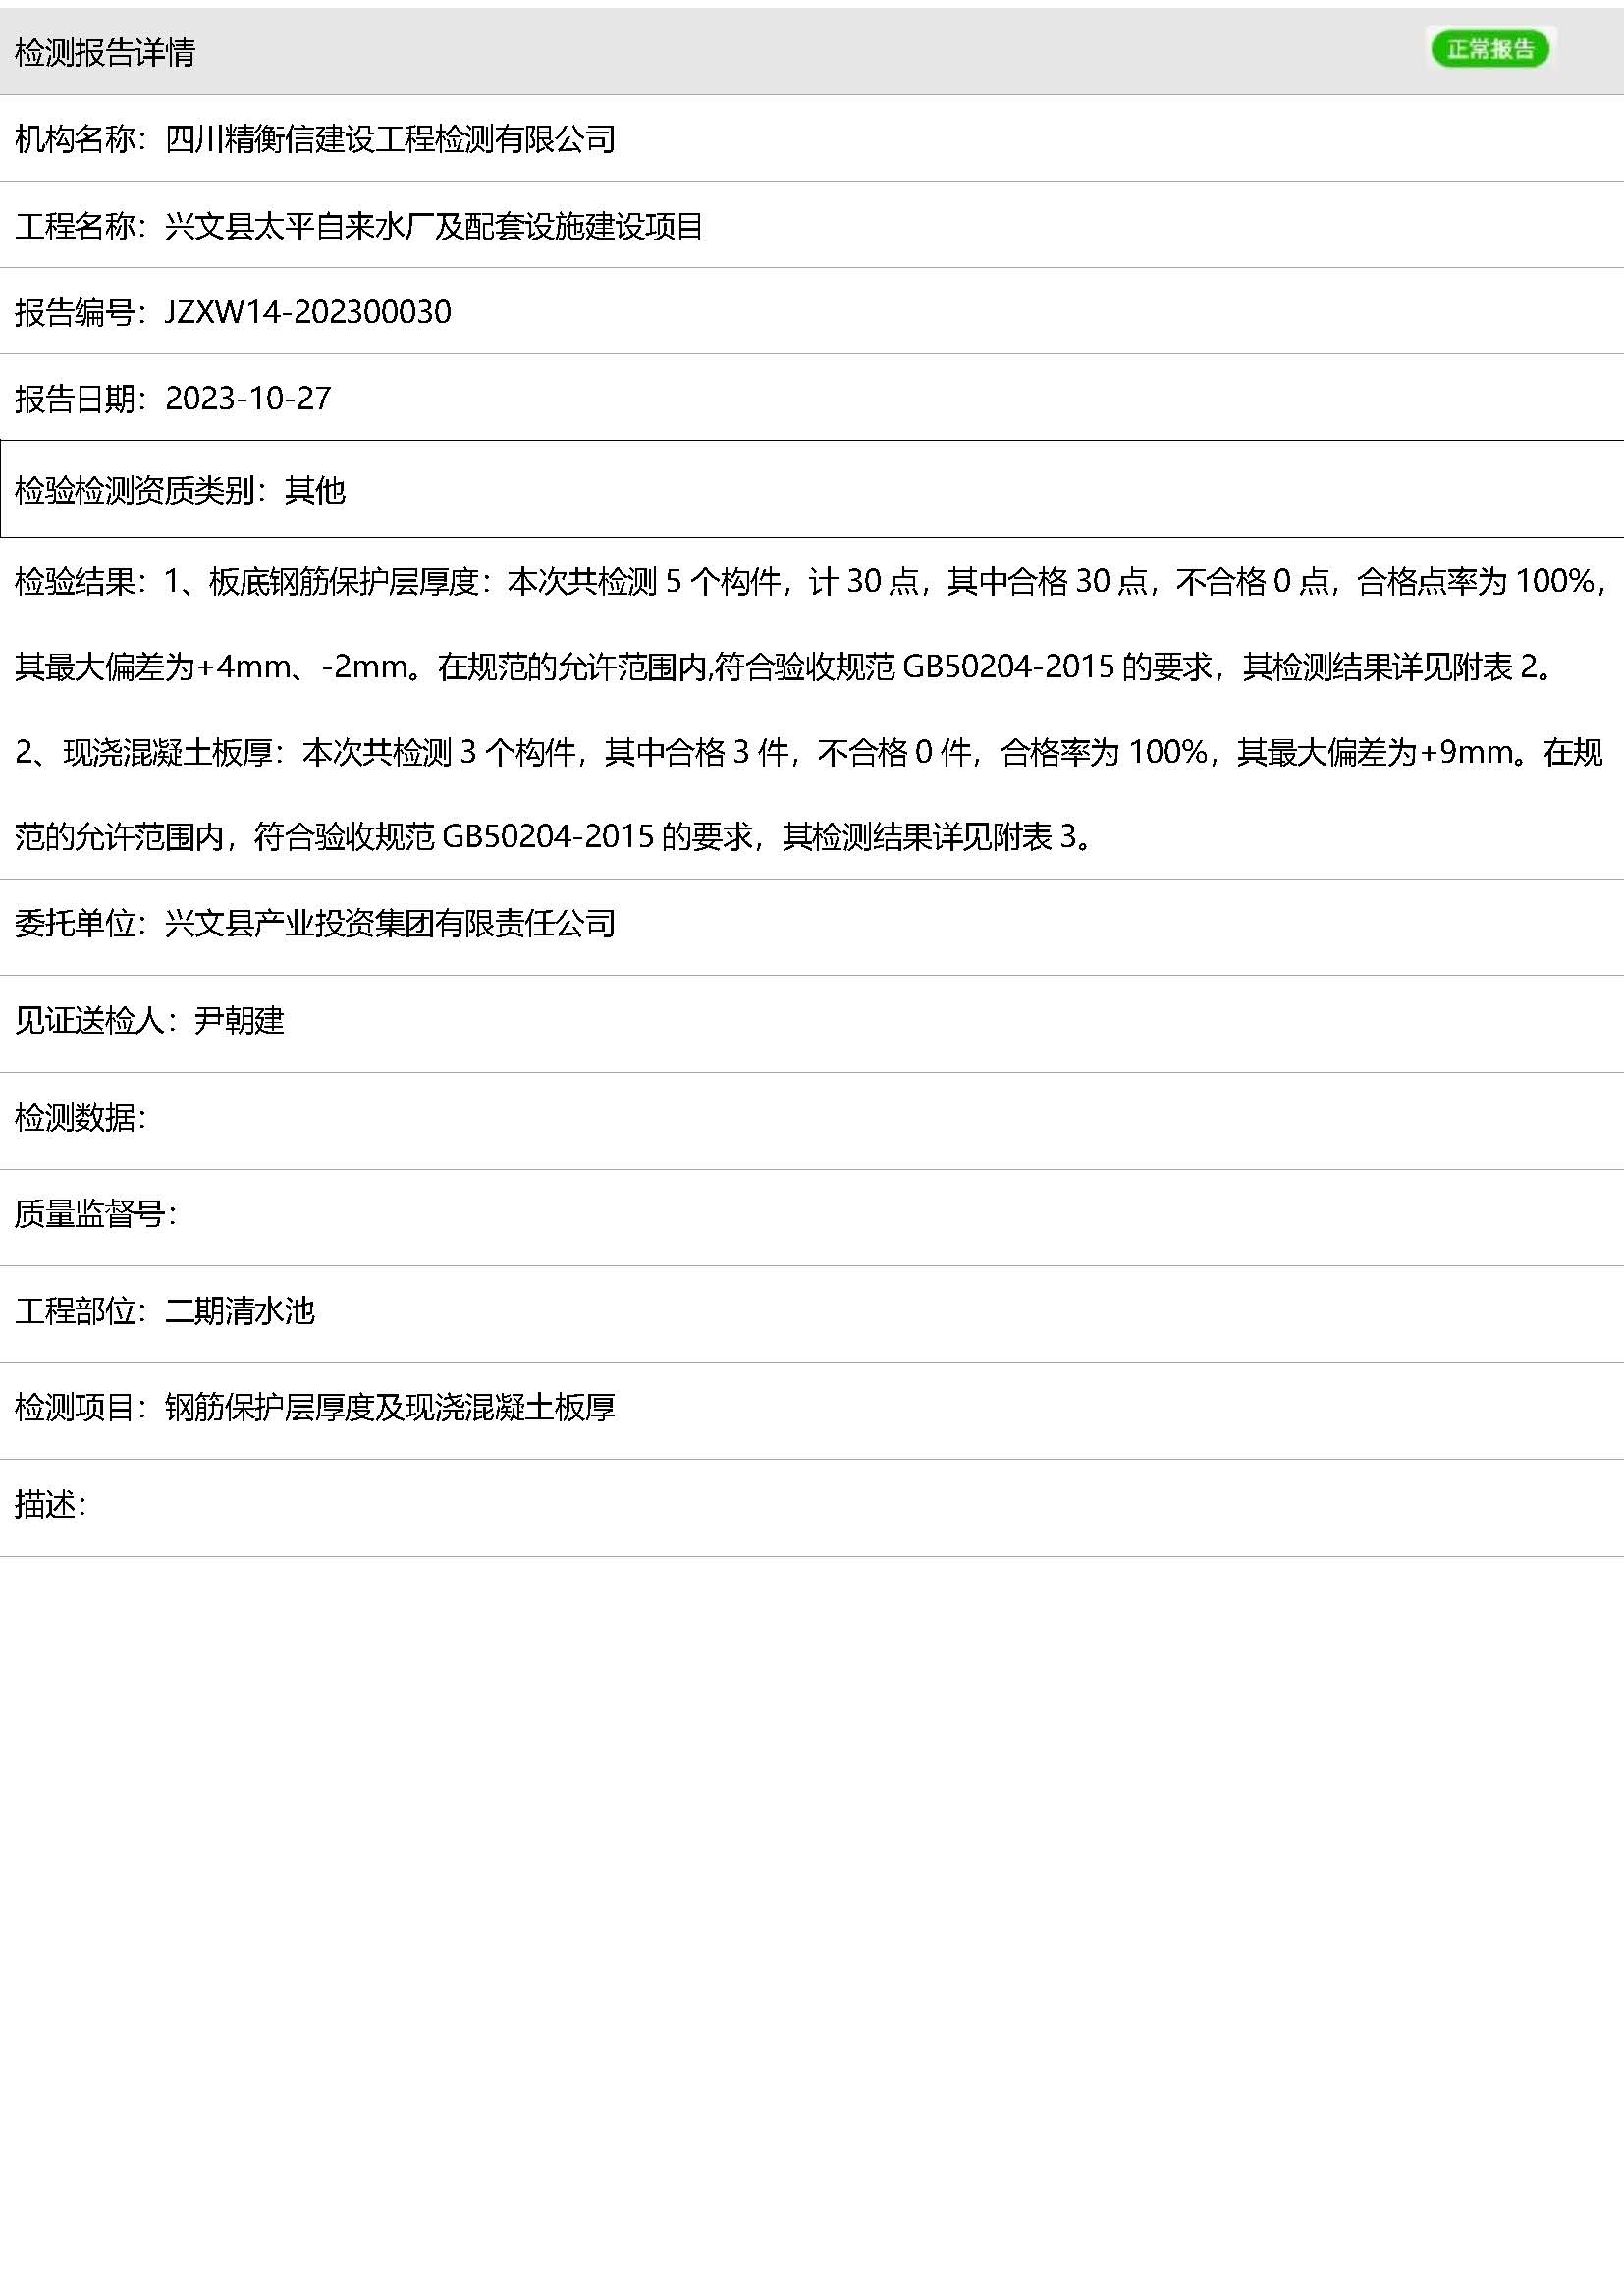 检测报告详情
正常报告
机构名称：四川精衡信建设工程检测有限公司
工程名称：兴文县太平自来水厂及配套设施建设项目
报告编号：JZXW14-202300030
报告日期：2023-10-27
检验检测资质类别：其他
检验结果：1、板底钢筋保护层厚度：本次共检测 5 个构件，计 30 点，其中合格 30 点，不合格 0 点，合格点率为 100%，
其最大偏差为+4mm、-2mm。在规范的允许范围内,符合验收规范 GB50204-2015 的要求，其检测结果详见附表 2。
2、现浇混凝土板厚：本次共检测 3 个构件，其中合格 3 件，不合格 0 件，合格率为 100%，其最大偏差为+9mm。在规
范的允许范围内，符合验收规范 GB50204-2015 的要求，其检测结果详见附表 3。
委托单位：兴文县产业投资集团有限责任公司
见证送检人：尹朝建
检测数据：
质量监督号：
工程部位：二期清水池
检测项目：钢筋保护层厚度及现浇混凝土板厚
描述：